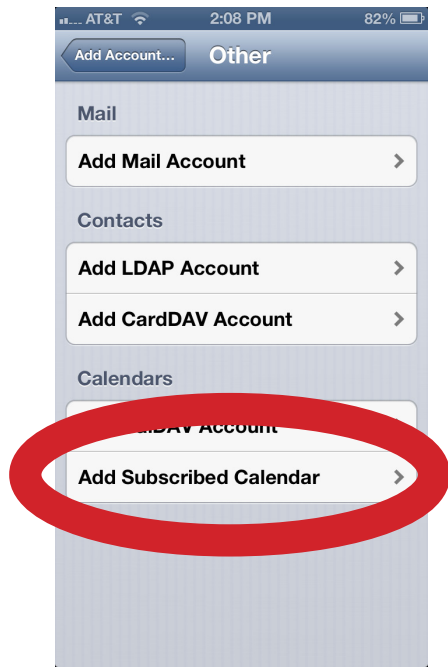 AT&T 2:08 PM 82%
Add Account... Other
Mail
Add Mail Account
Contacts
Add LDAP Account
Add CardDAV Account
Calendars
Account
Add Subscribed Calendar